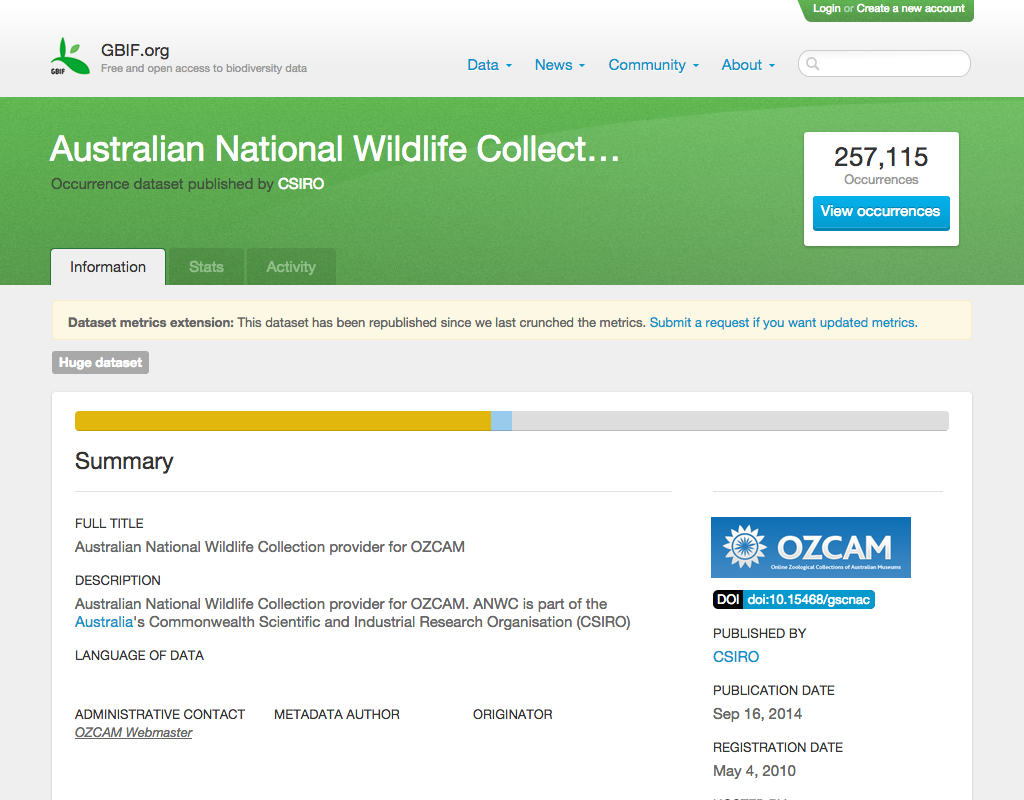 Login or Create a new account
GBIF
GBIF.org
Free and open access to biodiversity data
Data
News
Community
About
Australian National Wildlife Collect…
Occurrence dataset published by CSIRO
257,115
Occurrences
View occurrences
Information
Stats
Activity
Dataset metrics extension: This dataset has been republished since we last crunched the metrics. Submit a request if you want updated metrics.
Huge dataset
Summary
FULL TITLE
Australian National Wildlife Collection provider for OZCAM
DESCRIPTION
Australian National Wildlife Collection provider for OZCAM. ANWC is part of the
Australia's Commonwealth Scientific and Industrial Research Organisation (CSIRO)
LANGUAGE OF DATA
ADMINISTRATIVE CONTACT
OZCAM Webmaster
METADATA AUTHOR
ORIGINATOR
OZCAM
Online Zoological Collections of Australian Museums
DOI doi:10.15468/gscnac
PUBLISHED BY
CSIRO
PUBLICATION DATE
Sep 16, 2014
REGISTRATION DATE
May 4, 2010